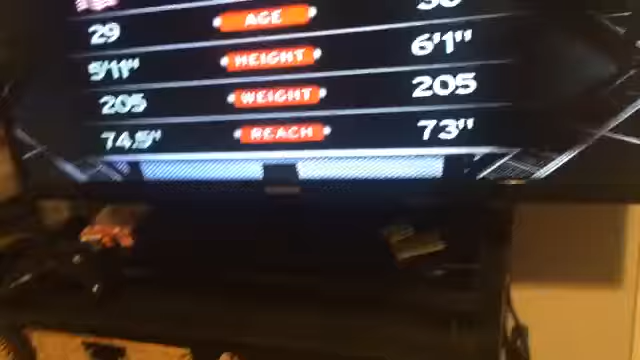 29 AGE
5'11" HEIGHT 6'1"
205 WEIGHT 205
74.5" REACH 73"